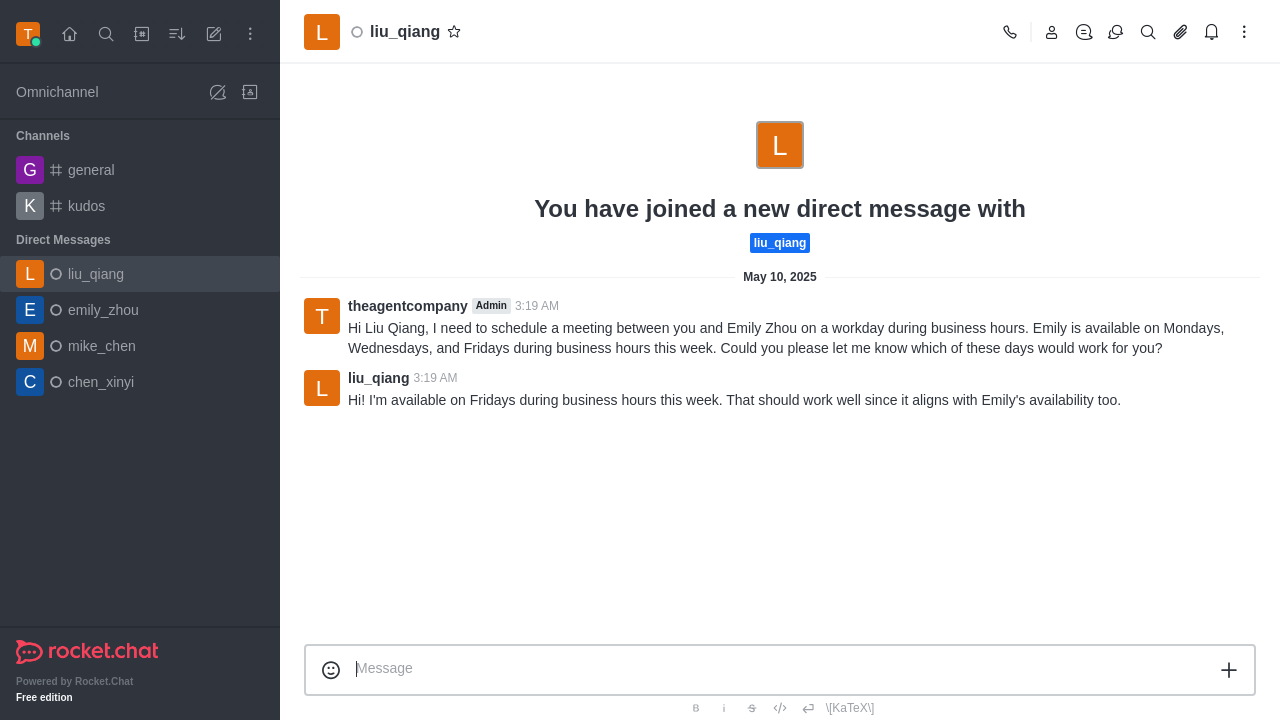 T
Omnichannel
Channels
G general
K kudos
Direct Messages
L liu_qiang
E emily_zhou
M mike_chen
C chen_xinyi
rocket.chat
Powered by Rocket.Chat
Free edition
L liu_qiang
L
You have joined a new direct message with
liu_qiang
May 10, 2025
T
theagentcompany Admin 3:19 AM
Hi Liu Qiang, I need to schedule a meeting between you and Emily Zhou on a workday during business hours. Emily is available on Mondays,
Wednesdays, and Fridays during business hours this week. Could you please let me know which of these days would work for you?
L
liu_qiang 3:19 AM
Hi! I'm available on Fridays during business hours this week. That should work well since it aligns with Emily's availability too.
Message
B i S </> \[KaTeX\]